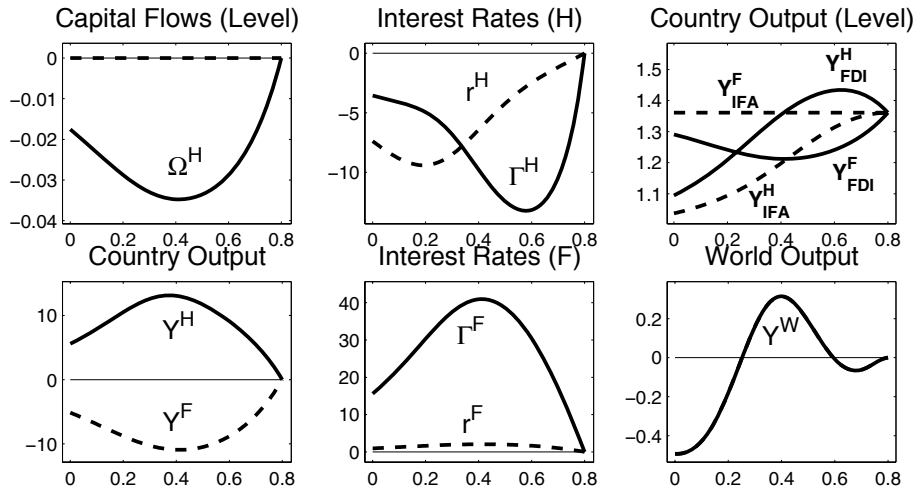 Capital Flows (Level)
0
−0.01
−0.02
−0.03
−0.04
Ω^H
0 0.2 0.4 0.6 0.8
Interest Rates (H)
0
−5
−10
r^H
Γ^H
0 0.2 0.4 0.6 0.8
Country Output (Level)
1.5
1.4
1.3
1.2
1.1
Y^F_IFA
Y^H_FDI
Y^H_IFA
Y^F_FDI
0 0.2 0.4 0.6 0.8
Country Output
10
0
−10
Y^H
Y^F
0 0.2 0.4 0.6 0.8
Interest Rates (F)
40
30
20
10
0
Γ^F
r^F
0 0.2 0.4 0.6 0.8
World Output
0.2
0
−0.2
−0.4
Y^W
0 0.2 0.4 0.6 0.8